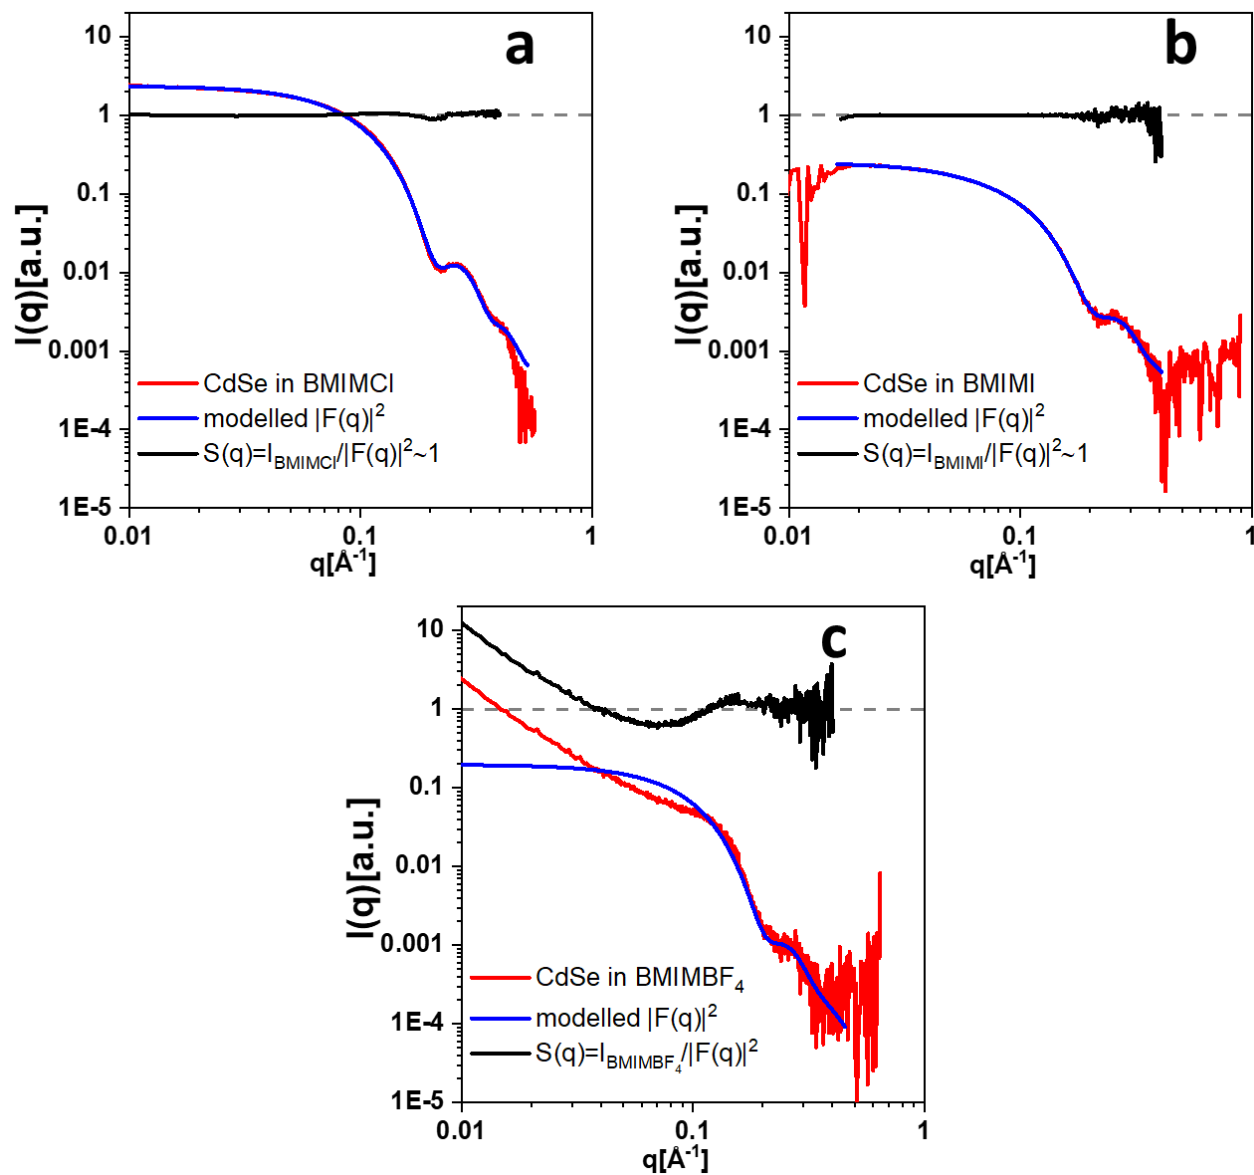 a
10
1
0.1
0.01
0.001
1E-4
1E-5
I(q)[a.u.]
CdSe in BMIMCl
modelled |F(q)|²
S(q)=I_BMIMCl/|F(q)|²~1
0.01 0.1 1
q[Å⁻¹]
b
10
1
0.1
0.01
0.001
1E-4
1E-5
I(q)[a.u.]
CdSe in BMIMI
modelled |F(q)|²
S(q)=I_BMIMI/|F(q)|²~1
0.01 0.1 1
q[Å⁻¹]
c
10
1
0.1
0.01
0.001
1E-4
1E-5
I(q)[a.u.]
CdSe in BMIMBF₄
modelled |F(q)|²
S(q)=I_BMIMBF₄/|F(q)|²
0.01 0.1 1
q[Å⁻¹]